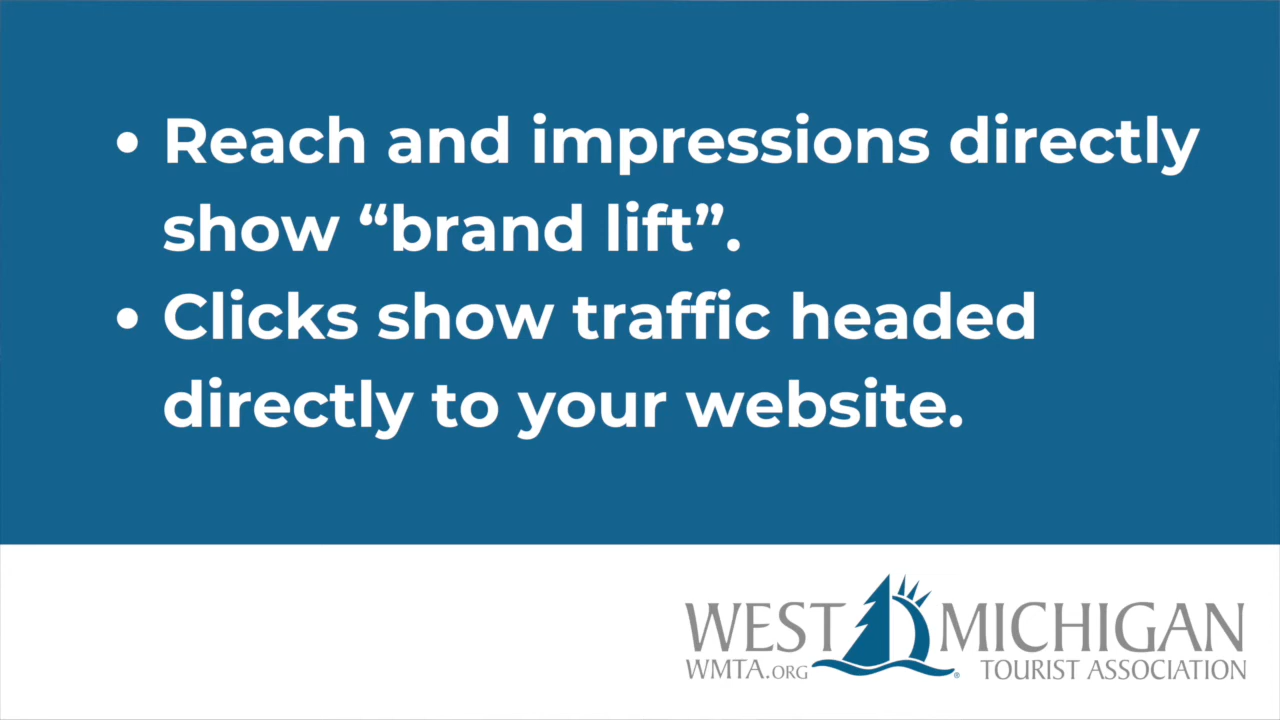 • Reach and impressions directly
show “brand lift”.
• Clicks show traffic headed
directly to your website.
WEST MICHIGAN
WMTA.ORG ® TOURIST ASSOCIATION